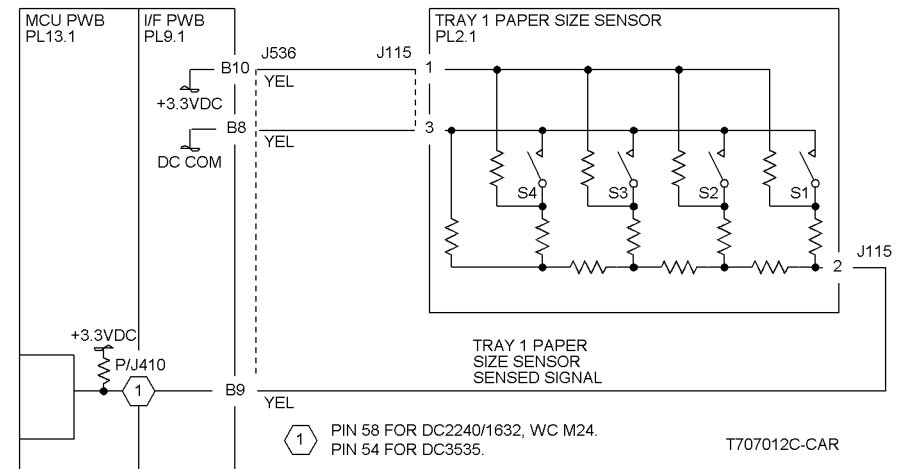 MCU PWB
PL13.1
I/F PWB
PL9.1
TRAY 1 PAPER SIZE SENSOR
PL2.1
J536
J115
B10
1
YEL
+3.3VDC
B8
3
YEL
DC COM
S4
S3
S2
S1
2
J115
+3.3VDC
P/J410
TRAY 1 PAPER
SIZE SENSOR
SENSED SIGNAL
1
B9
YEL
1
PIN 58 FOR DC2240/1632, WC M24.
PIN 54 FOR DC3535.
T707012C-CAR